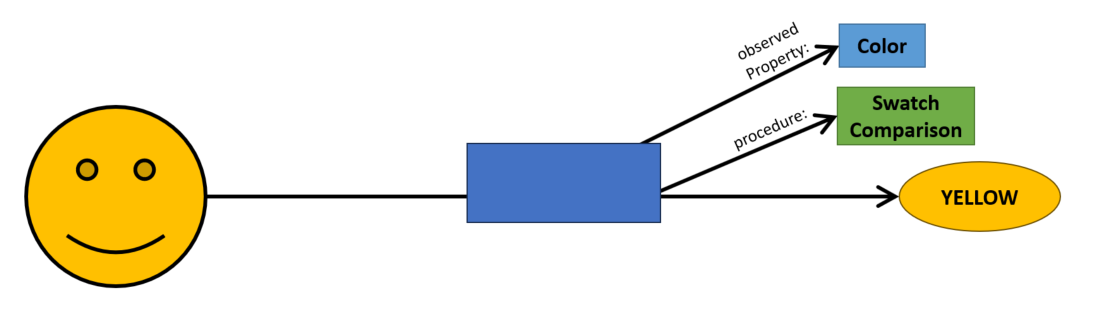 observed
Property:
Color
procedure:
Swatch
Comparison
YELLOW